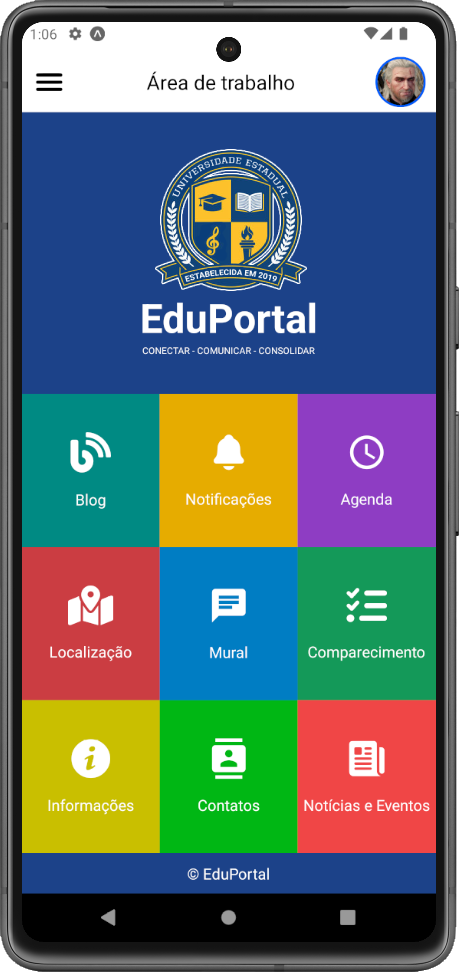 1:06
Área de trabalho
UNIVERSIDADE ESTADUAL
ESTABELECIDA EM 2019
EduPortal
CONECTAR - COMUNICAR - CONSOLIDAR
Blog
Notificações
Agenda
Localização
Mural
Comparecimento
Informações
Contatos
Notícias e Eventos
© EduPortal